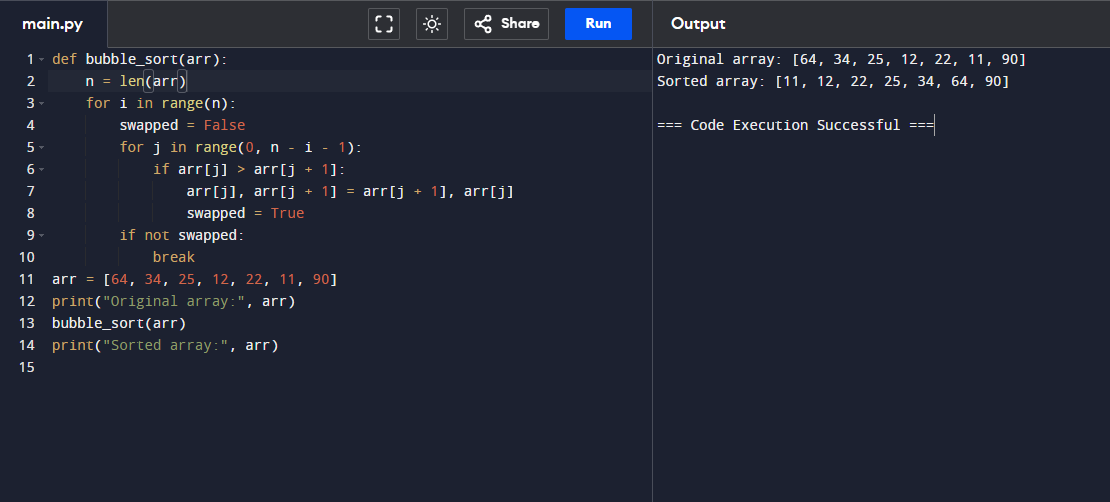 main.py
Share
Run
Output
1 def bubble_sort(arr):
2     n = len(arr)
3     for i in range(n):
4         swapped = False
5         for j in range(0, n - i - 1):
6             if arr[j] > arr[j + 1]:
7                 arr[j], arr[j + 1] = arr[j + 1], arr[j]
8                 swapped = True
9         if not swapped:
10             break
11 arr = [64, 34, 25, 12, 22, 11, 90]
12 print("Original array:", arr)
13 bubble_sort(arr)
14 print("Sorted array:", arr)
15
Original array: [64, 34, 25, 12, 22, 11, 90]
Sorted array: [11, 12, 22, 25, 34, 64, 90]
=== Code Execution Successful ===